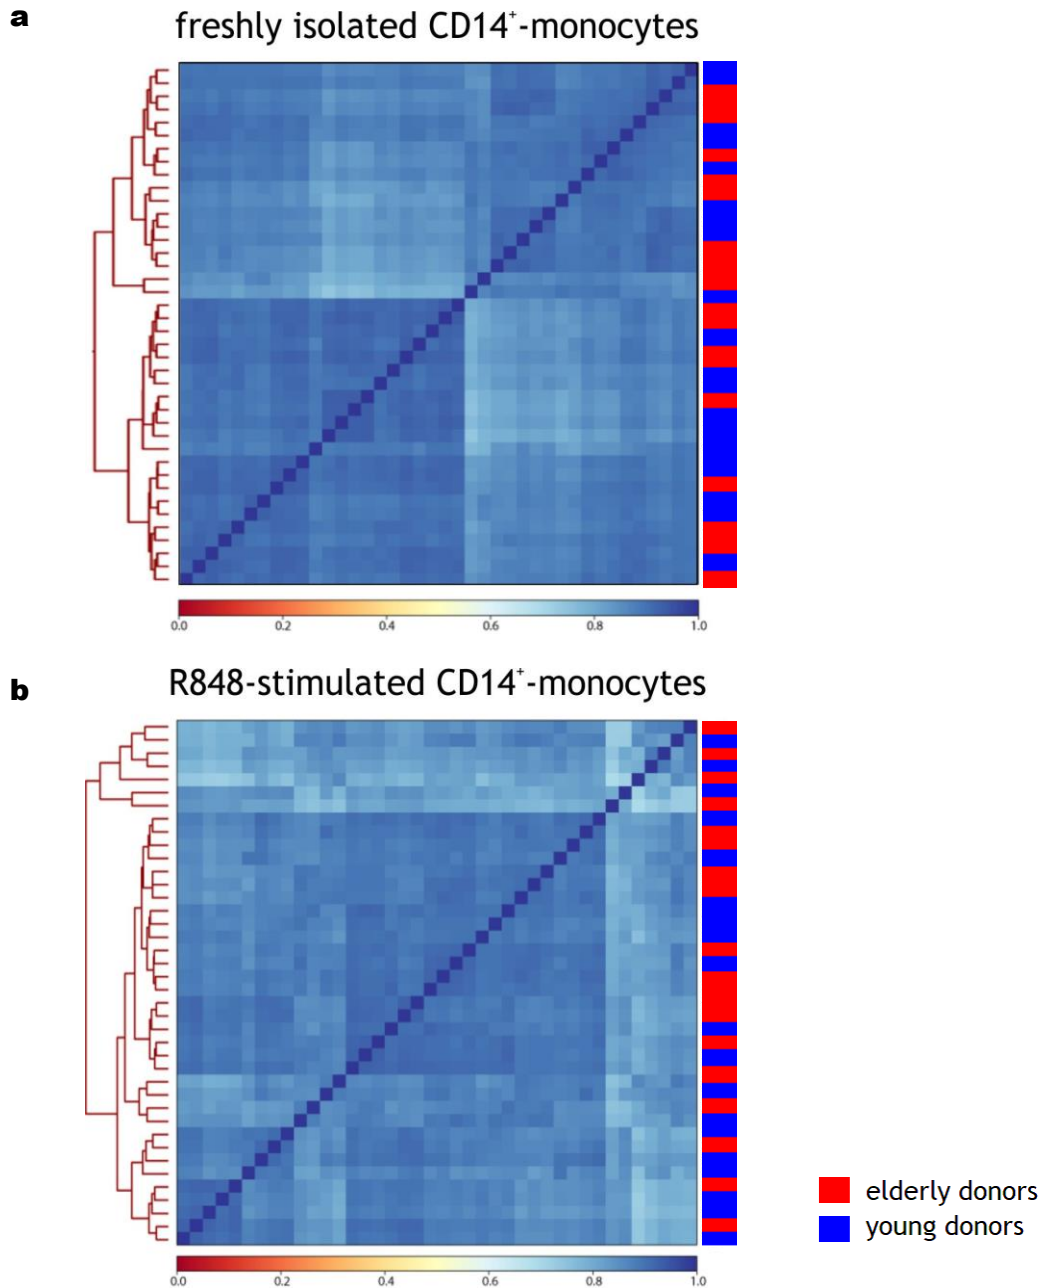 a
freshly isolated CD14+-monocytes
0.0 0.2 0.4 0.6 0.8 1.0
b
R848-stimulated CD14+-monocytes
0.0 0.2 0.4 0.6 0.8 1.0
elderly donors
young donors